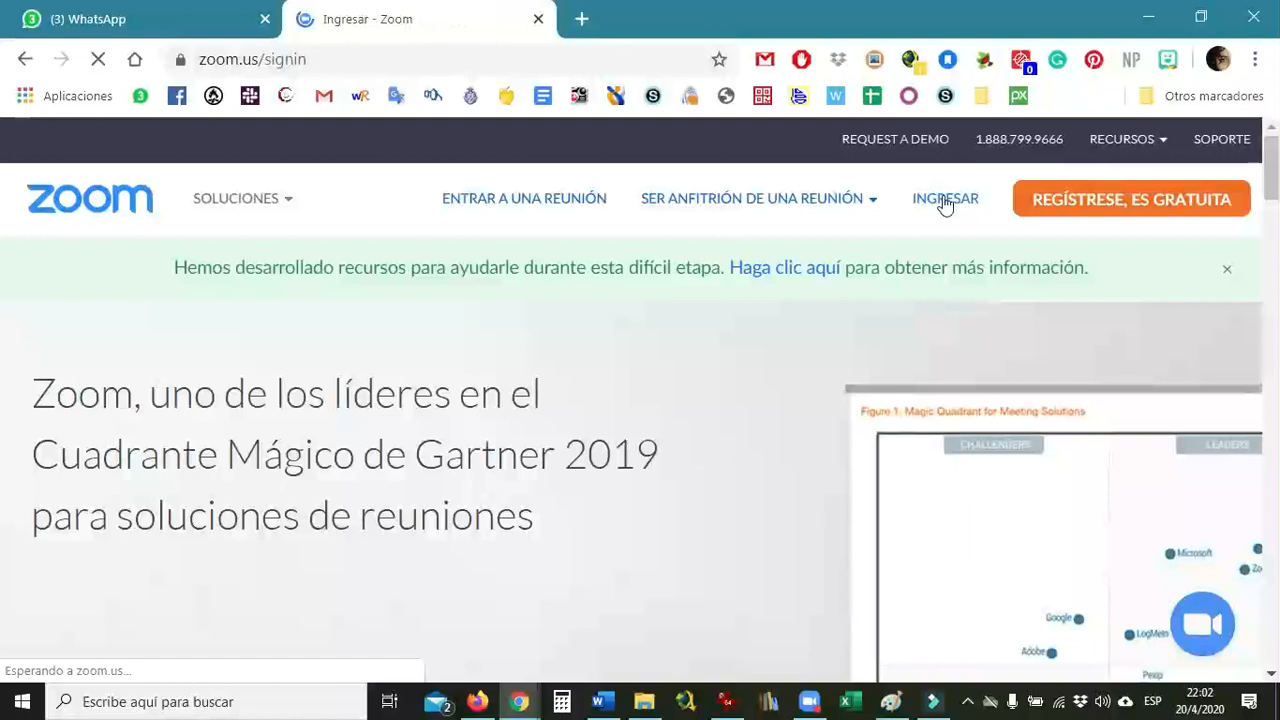 (3) WhatsApp
Ingresar - Zoom
zoom.us/signin
Aplicaciones
Otros marcadores
REQUEST A DEMO 1.888.799.9666 RECURSOS SOPORTE
zoom SOLUCIONES ENTRAR A UNA REUNIÓN SER ANFITRIÓN DE UNA REUNIÓN INGRESAR REGÍSTRESE, ES GRATUITA
Hemos desarrollado recursos para ayudarle durante esta difícil etapa. Haga clic aquí para obtener más información.
Zoom, uno de los líderes en el
Cuadrante Mágico de Gartner 2019
para soluciones de reuniones
Figure 1. Magic Quadrant for Meeting Solutions
CHALLENGERS LEADERS
Microsoft
Zo
Google
LogMeIn
Adobe
Pexip
Esperando a zoom.us...
Escribe aquí para buscar
ESP
22:02
20/4/2020